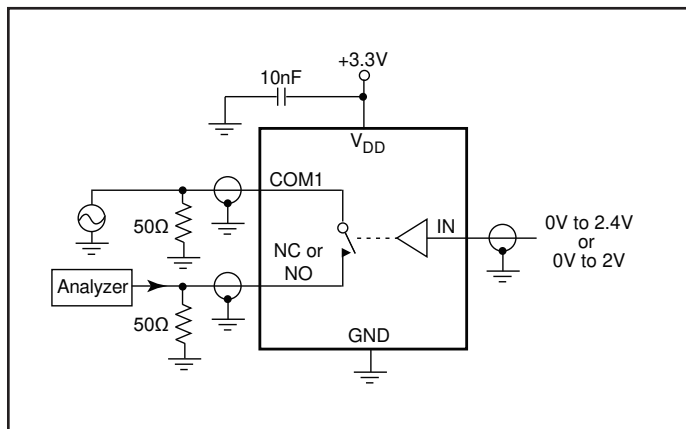 +3.3V
10nF
VDD
COM1
50Ω
NC or
NO
IN
0V to 2.4V
or
0V to 2V
Analyzer
50Ω
GND